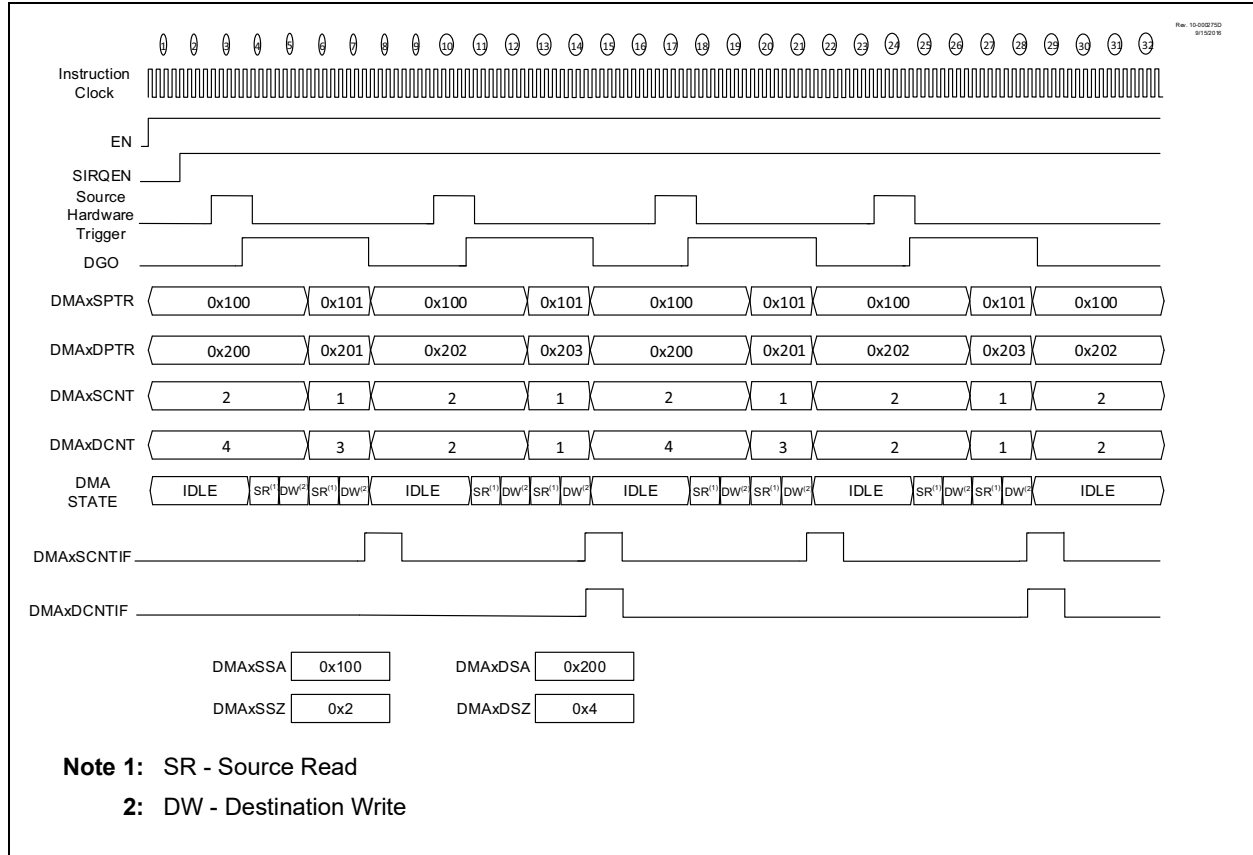 Rev. 10-000275D
9/15/2016
1 2 3 4 5 6 7 8 9 10 11 12 13 14 15 16 17 18 19 20 21 22 23 24 25 26 27 28 29 30 31 32
Instruction
Clock
EN
SIRQEN
Source
Hardware
Trigger
DGO
DMAxSPTR 0x100 0x101 0x100 0x101 0x100 0x101 0x100 0x101 0x100
DMAxDPTR 0x200 0x201 0x202 0x203 0x200 0x201 0x202 0x203 0x202
DMAxSCNT 2 1 2 1 2 1 2 1 2
DMAxDCNT 4 3 2 1 4 3 2 1 2
DMA
STATE
IDLE SR(1) DW(2) SR(1) DW(2) IDLE SR(1) DW(2 SR(1) DW(2 IDLE SR(1) DW(2 SR(1) DW(2 IDLE SR(1) DW(2 SR(1) DW(2 IDLE
DMAxSCNTIF
DMAxDCNTIF
DMAxSSA 0x100 DMAxDSA 0x200
DMAxSSZ 0x2 DMAxDSZ 0x4
Note 1: SR - Source Read
2: DW - Destination Write